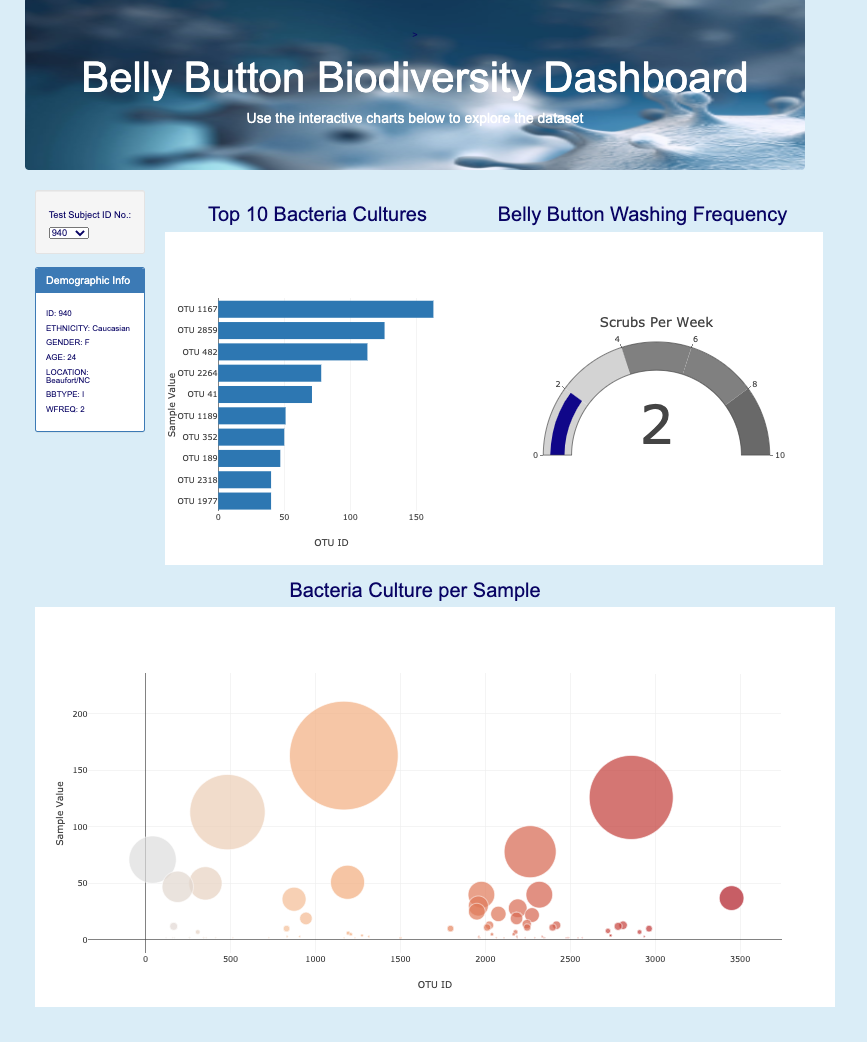 >
Belly Button Biodiversity Dashboard
Use the interactive charts below to explore the dataset
Test Subject ID No.:
940
Demographic Info
ID: 940
ETHNICITY: Caucasian
GENDER: F
AGE: 24
LOCATION:
Beaufort/NC
BBTYPE: I
WFREQ: 2
Top 10 Bacteria Cultures
OTU 1167
OTU 2859
OTU 482
OTU 2264
OTU 41
OTU 1189
OTU 352
OTU 189
OTU 2318
OTU 1977
Sample Value
0 50 100 150
OTU ID
Belly Button Washing Frequency
Scrubs Per Week
0 2 4 6 8 10
2
Bacteria Culture per Sample
200
150
100
50
0
Sample Value
0 500 1000 1500 2000 2500 3000 3500
OTU ID